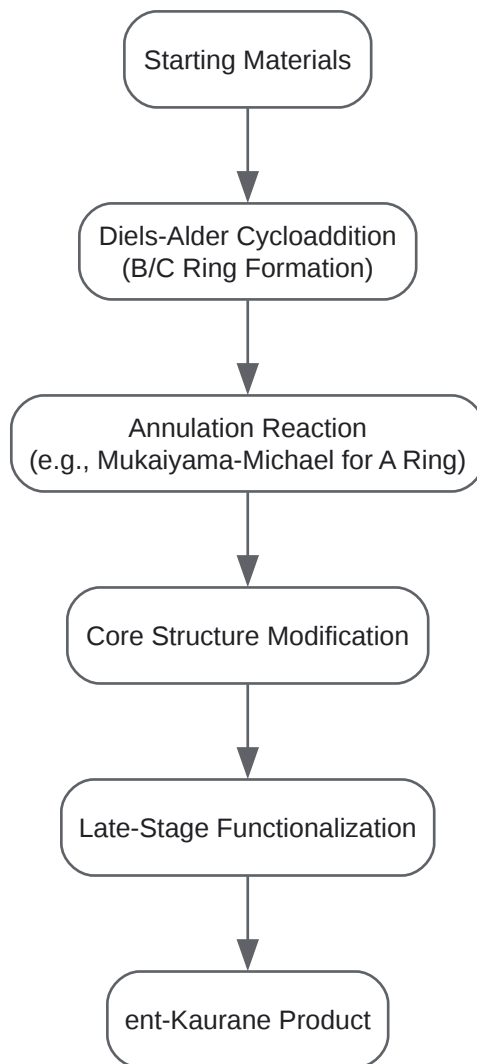 Starting Materials
Diels-Alder Cycloaddition
(B/C Ring Formation)
Annulation Reaction
(e.g., Mukaiyama-Michael for A Ring)
Core Structure Modification
Late-Stage Functionalization
ent-Kaurane Product